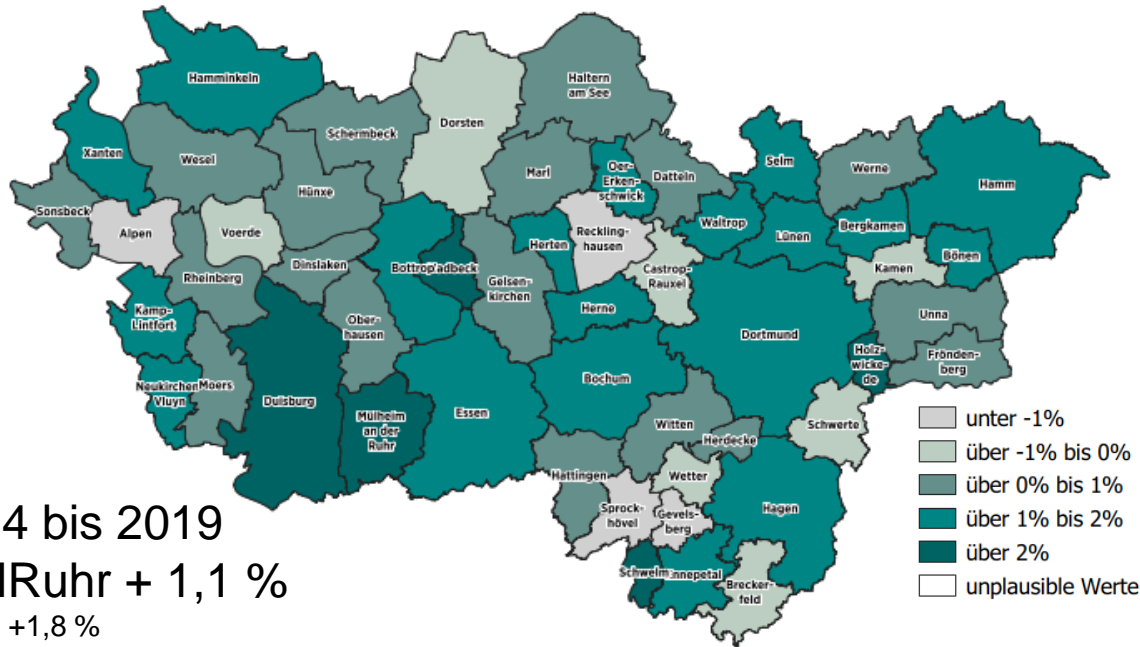 Hamminkeln
Haltern
am See
Dorsten
Schermbeck
Xanten
Wesel
Marl
Oer-
Erken-
schwick
Datteln
Selm
Werne
Hamm
Hünxe
Sonsbeck
Alpen
Voerde
Herten
Reckling-
hausen
Waltrop
Lünen
Bergkamen
Bönen
Dinslaken
Bottrop
adbeck
Rheinberg
Gelsen-
kirchen
Castrop-
Rauxel
Kamen
Kamp-
Lintfort
Ober-
hausen
Herne
Dortmund
Unna
Holz-
wicke-
de
Frönden-
berg
Neukirchen
Vluyn
Moers
Duisburg
Mülheim
an der
Ruhr
Essen
Bochum
Witten
Herdecke
Schwerte
Hattingen
Wetter
Sprock-
hövel
Gevels-
berg
Hagen
Schwelm
nnepetal
Brecker-
feld
unter -1%
über -1% bis 0%
über 0% bis 1%
über 1% bis 2%
über 2%
unplausible Werte
4 bis 2019
Ruhr + 1,1 %
+1,8 %